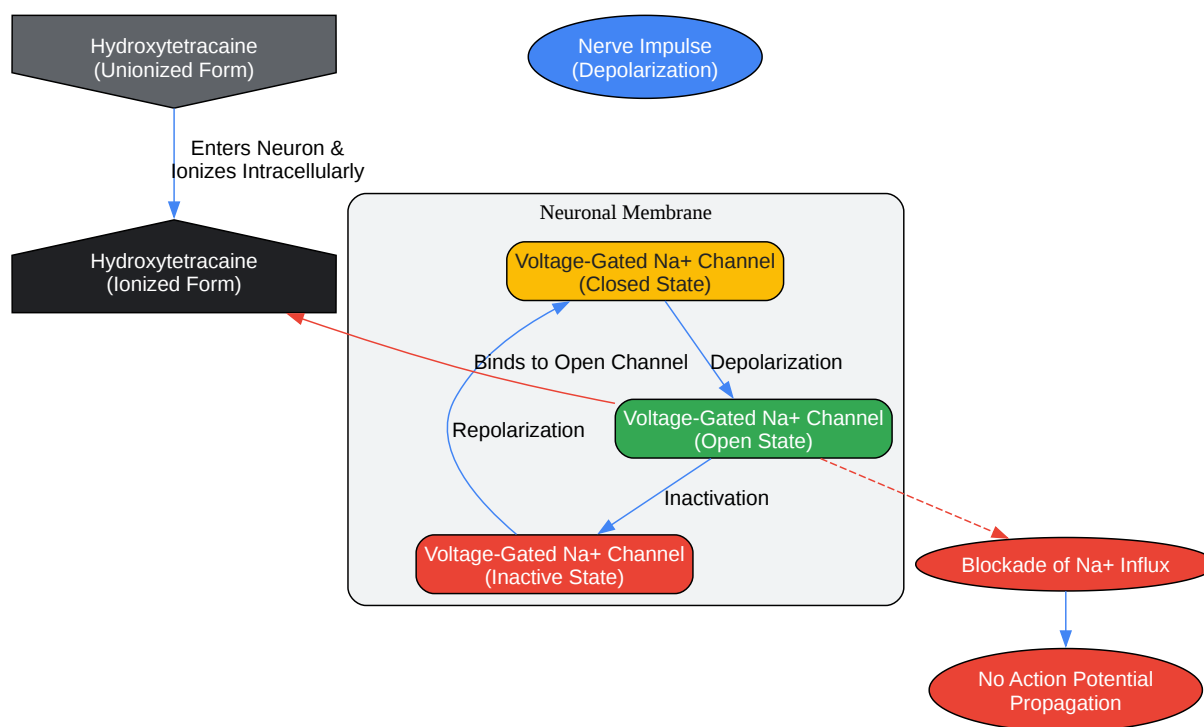 Hydroxytetracaine
(Unionized Form)
Nerve Impulse
(Depolarization)
Enters Neuron &
Ionizes Intracellularly
Neuronal Membrane
Hydroxytetracaine
(Ionized Form)
Voltage-Gated Na+ Channel
(Closed State)
Binds to Open Channel
Depolarization
Voltage-Gated Na+ Channel
(Open State)
Repolarization
Inactivation
Voltage-Gated Na+ Channel
(Inactive State)
Blockade of Na+ Influx
No Action Potential
Propagation